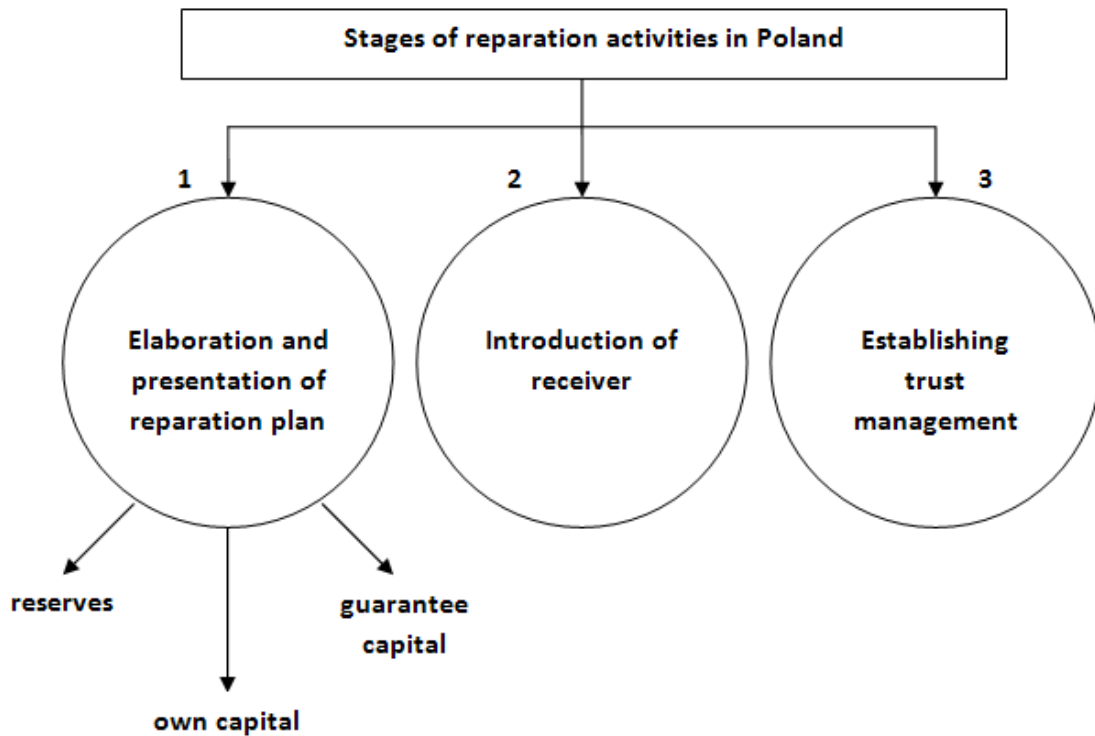 Stages of reparation activities in Poland
1
2
3
Elaboration and
presentation of
reparation plan
Introduction of
receiver
Establishing
trust
management
reserves
guarantee
capital
own capital